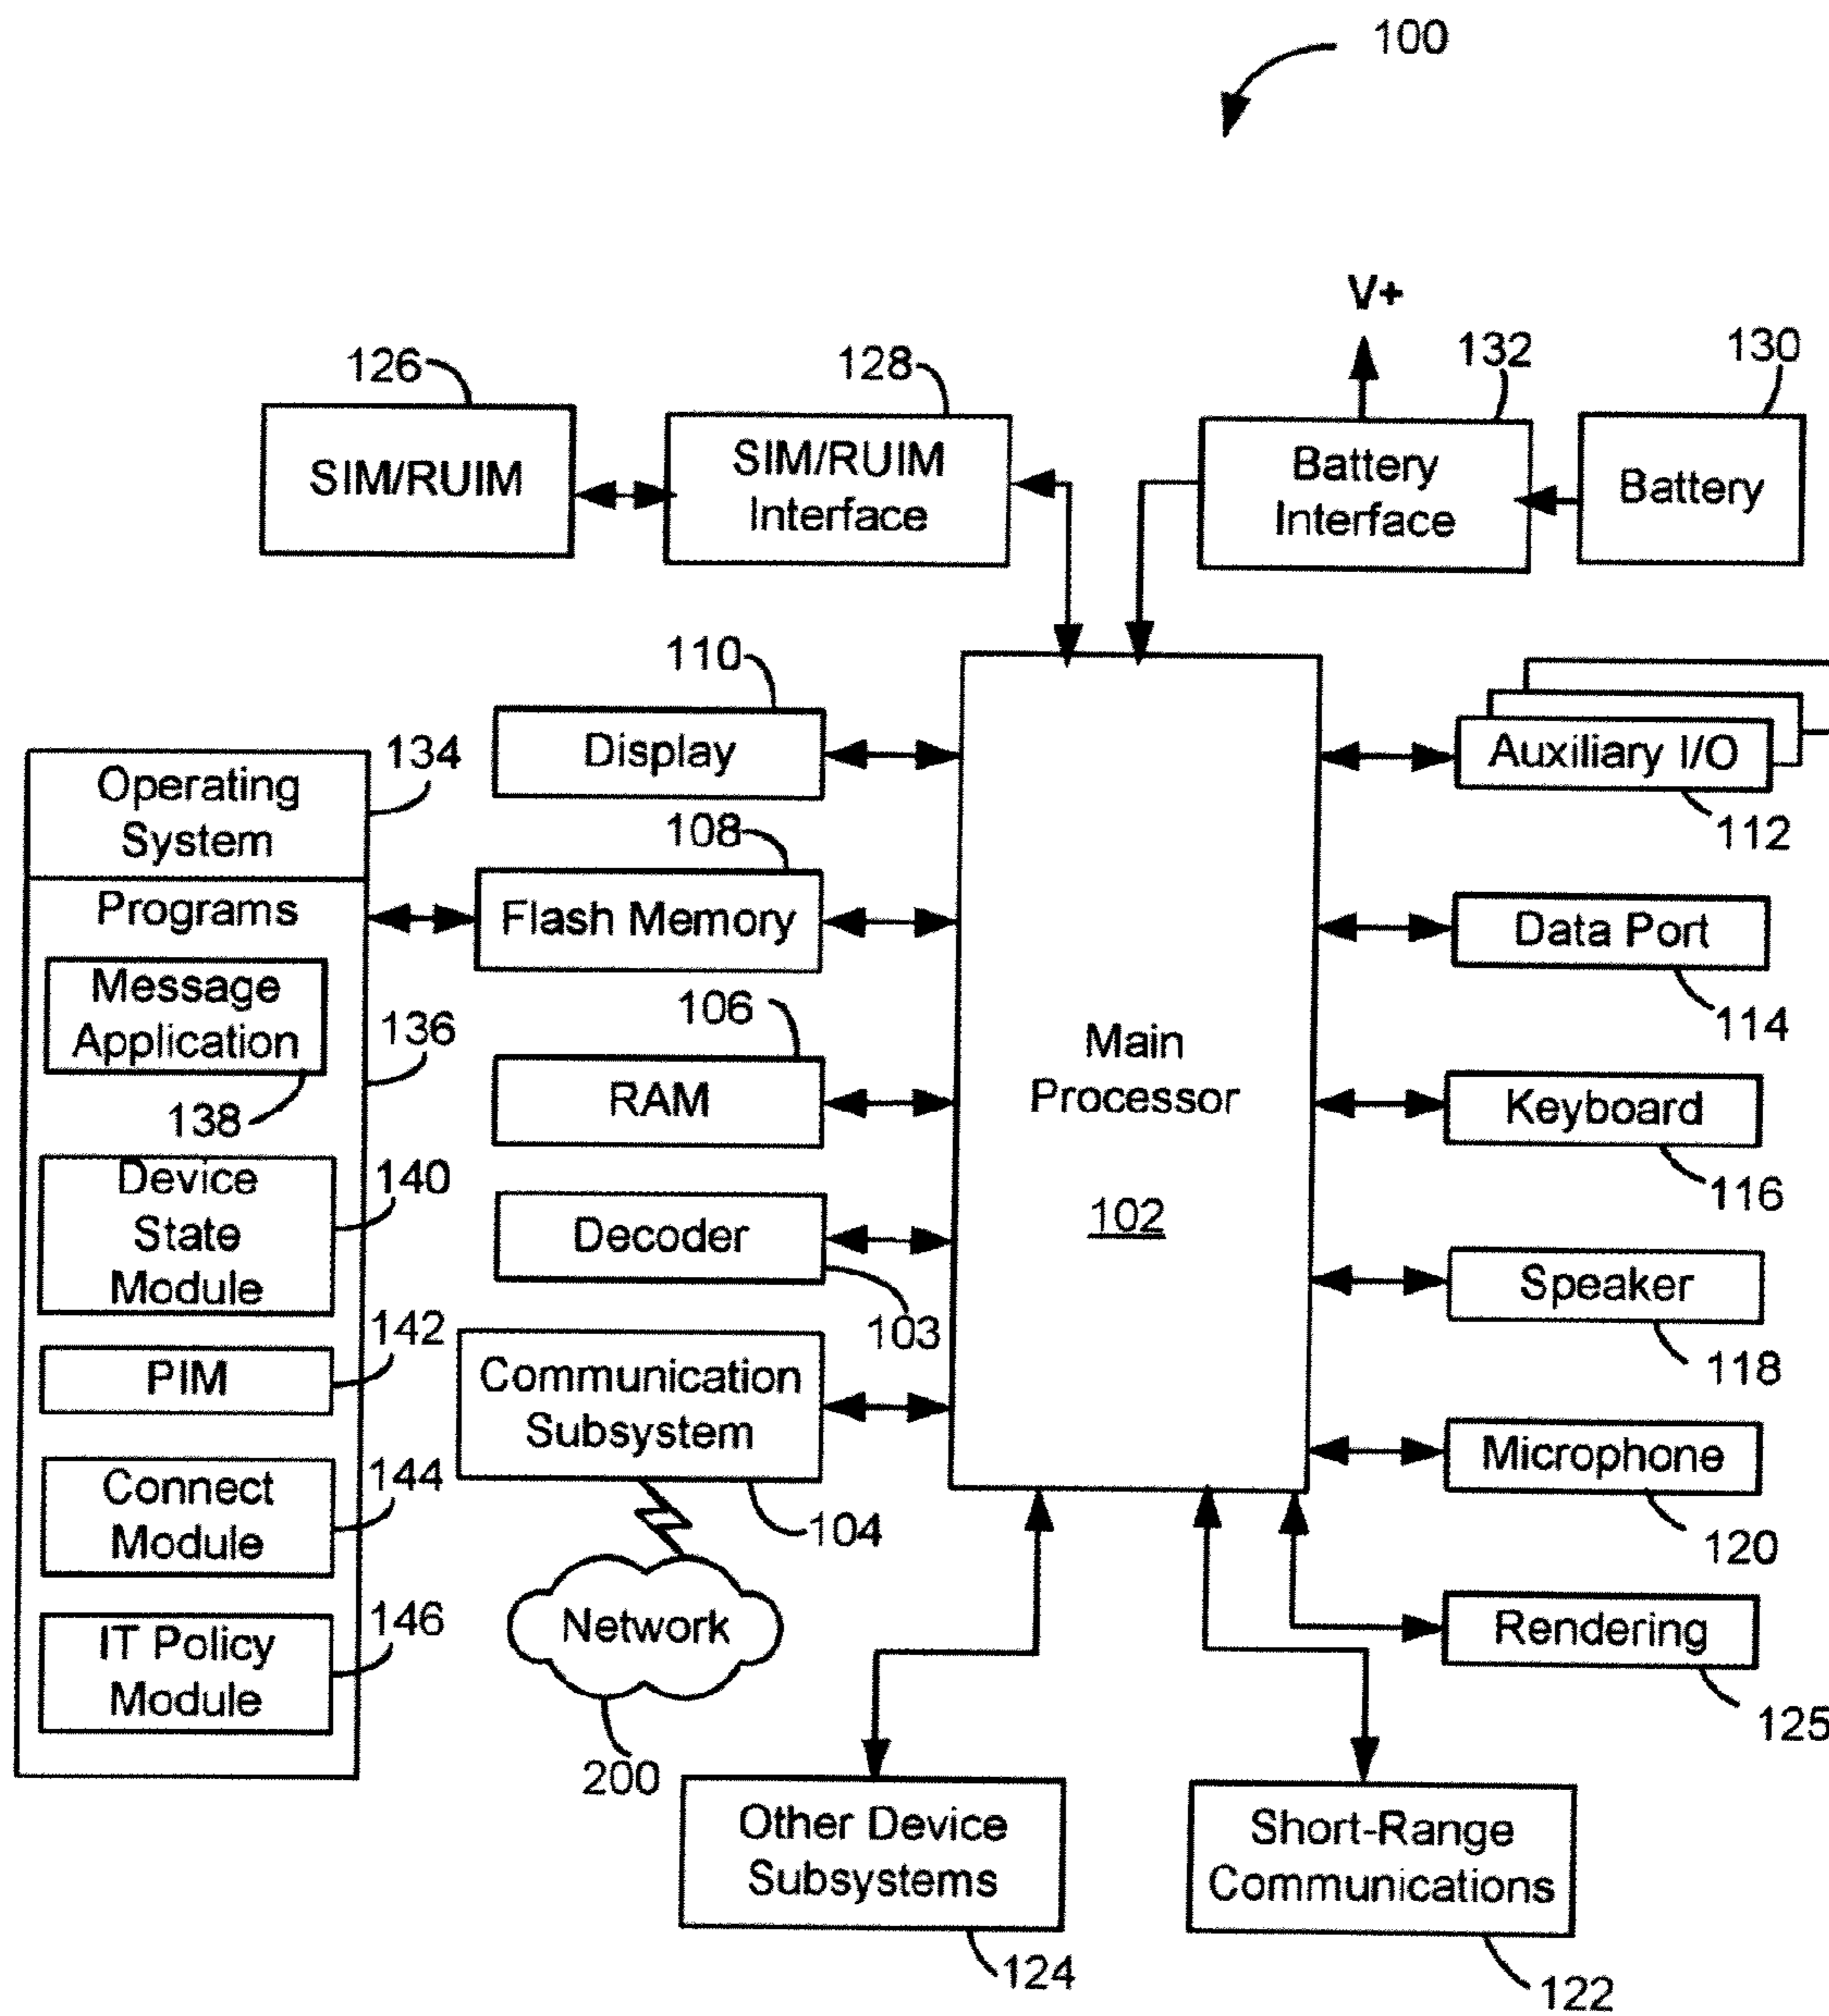 100
V+
126
128
132
130
SIM/RUIM
SIM/RUIM
Interface
Battery
Interface
Battery
110
Display
Auxiliary I/O
112
134
Operating
System
108
Flash Memory
Data Port
114
Programs
Message
Application
138
136
106
RAM
Main
Processor
102
Keyboard
116
Device
State
Module
140
Decoder
103
Speaker
118
PIM
142
Communication
Subsystem
104
Microphone
120
Connect
Module
144
Network
200
Rendering
125
IT Policy
Module
146
Other Device
Subsystems
124
Short-Range
Communications
122